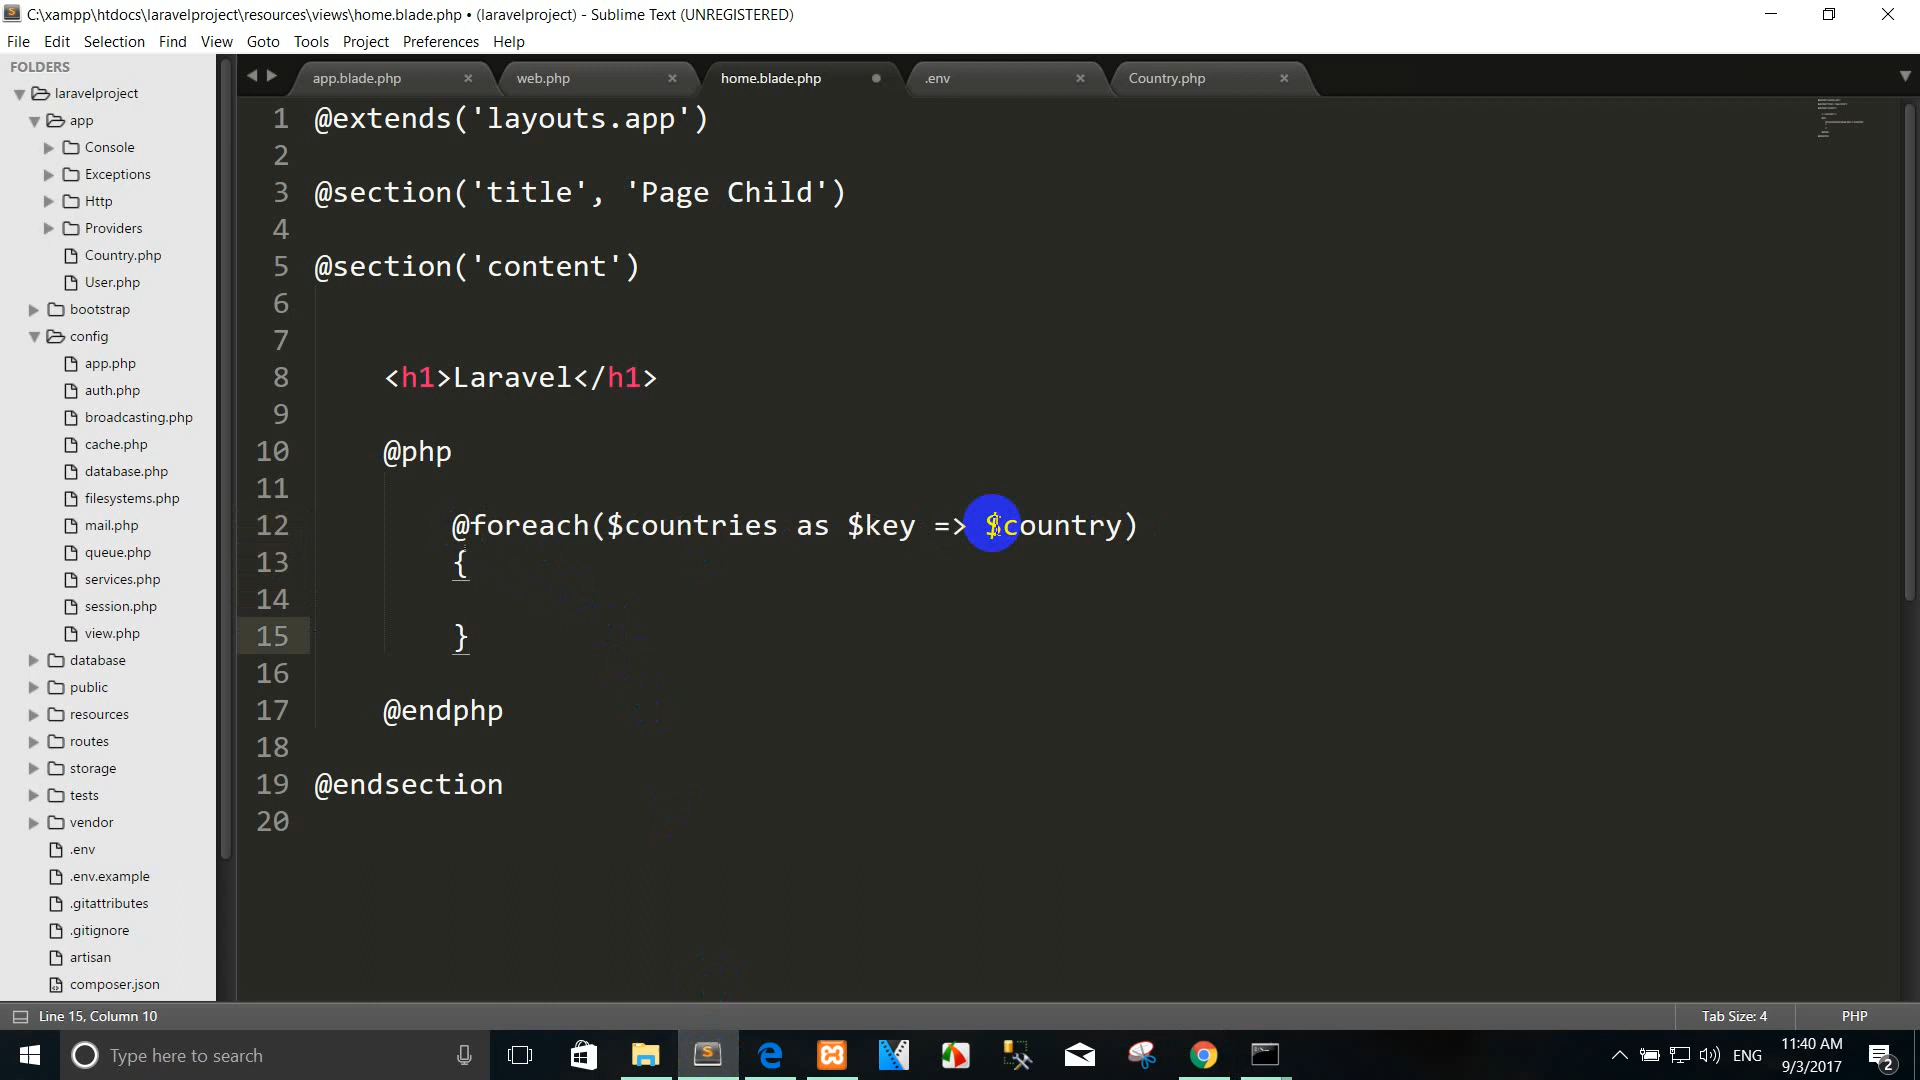 C:\xampp\htdocs\laravelproject\resources\views\home.blade.php • (laravelproject) - Sublime Text (UNREGISTERED)
File Edit Selection Find View Goto Tools Project Preferences Help
FOLDERS
laravelproject
app
Console
Exceptions
Http
Providers
Country.php
User.php
bootstrap
config
app.php
auth.php
broadcasting.php
cache.php
database.php
filesystems.php
mail.php
queue.php
services.php
session.php
view.php
database
public
resources
routes
storage
tests
vendor
.env
.env.example
.gitattributes
.gitignore
artisan
composer.json
app.blade.php web.php home.blade.php .env Country.php
1 @extends('layouts.app')
2
3 @section('title', 'Page Child')
4
5 @section('content')
6
7
8 <h1>Laravel</h1>
9
10 @php
11
12 @foreach($countries as $key => $country)
13 {
14
15 }
16
17 @endphp
18
19 @endsection
20
Line 15, Column 10 Tab Size: 4 PHP
Type here to search
ENG
11:40 AM
9/3/2017
2